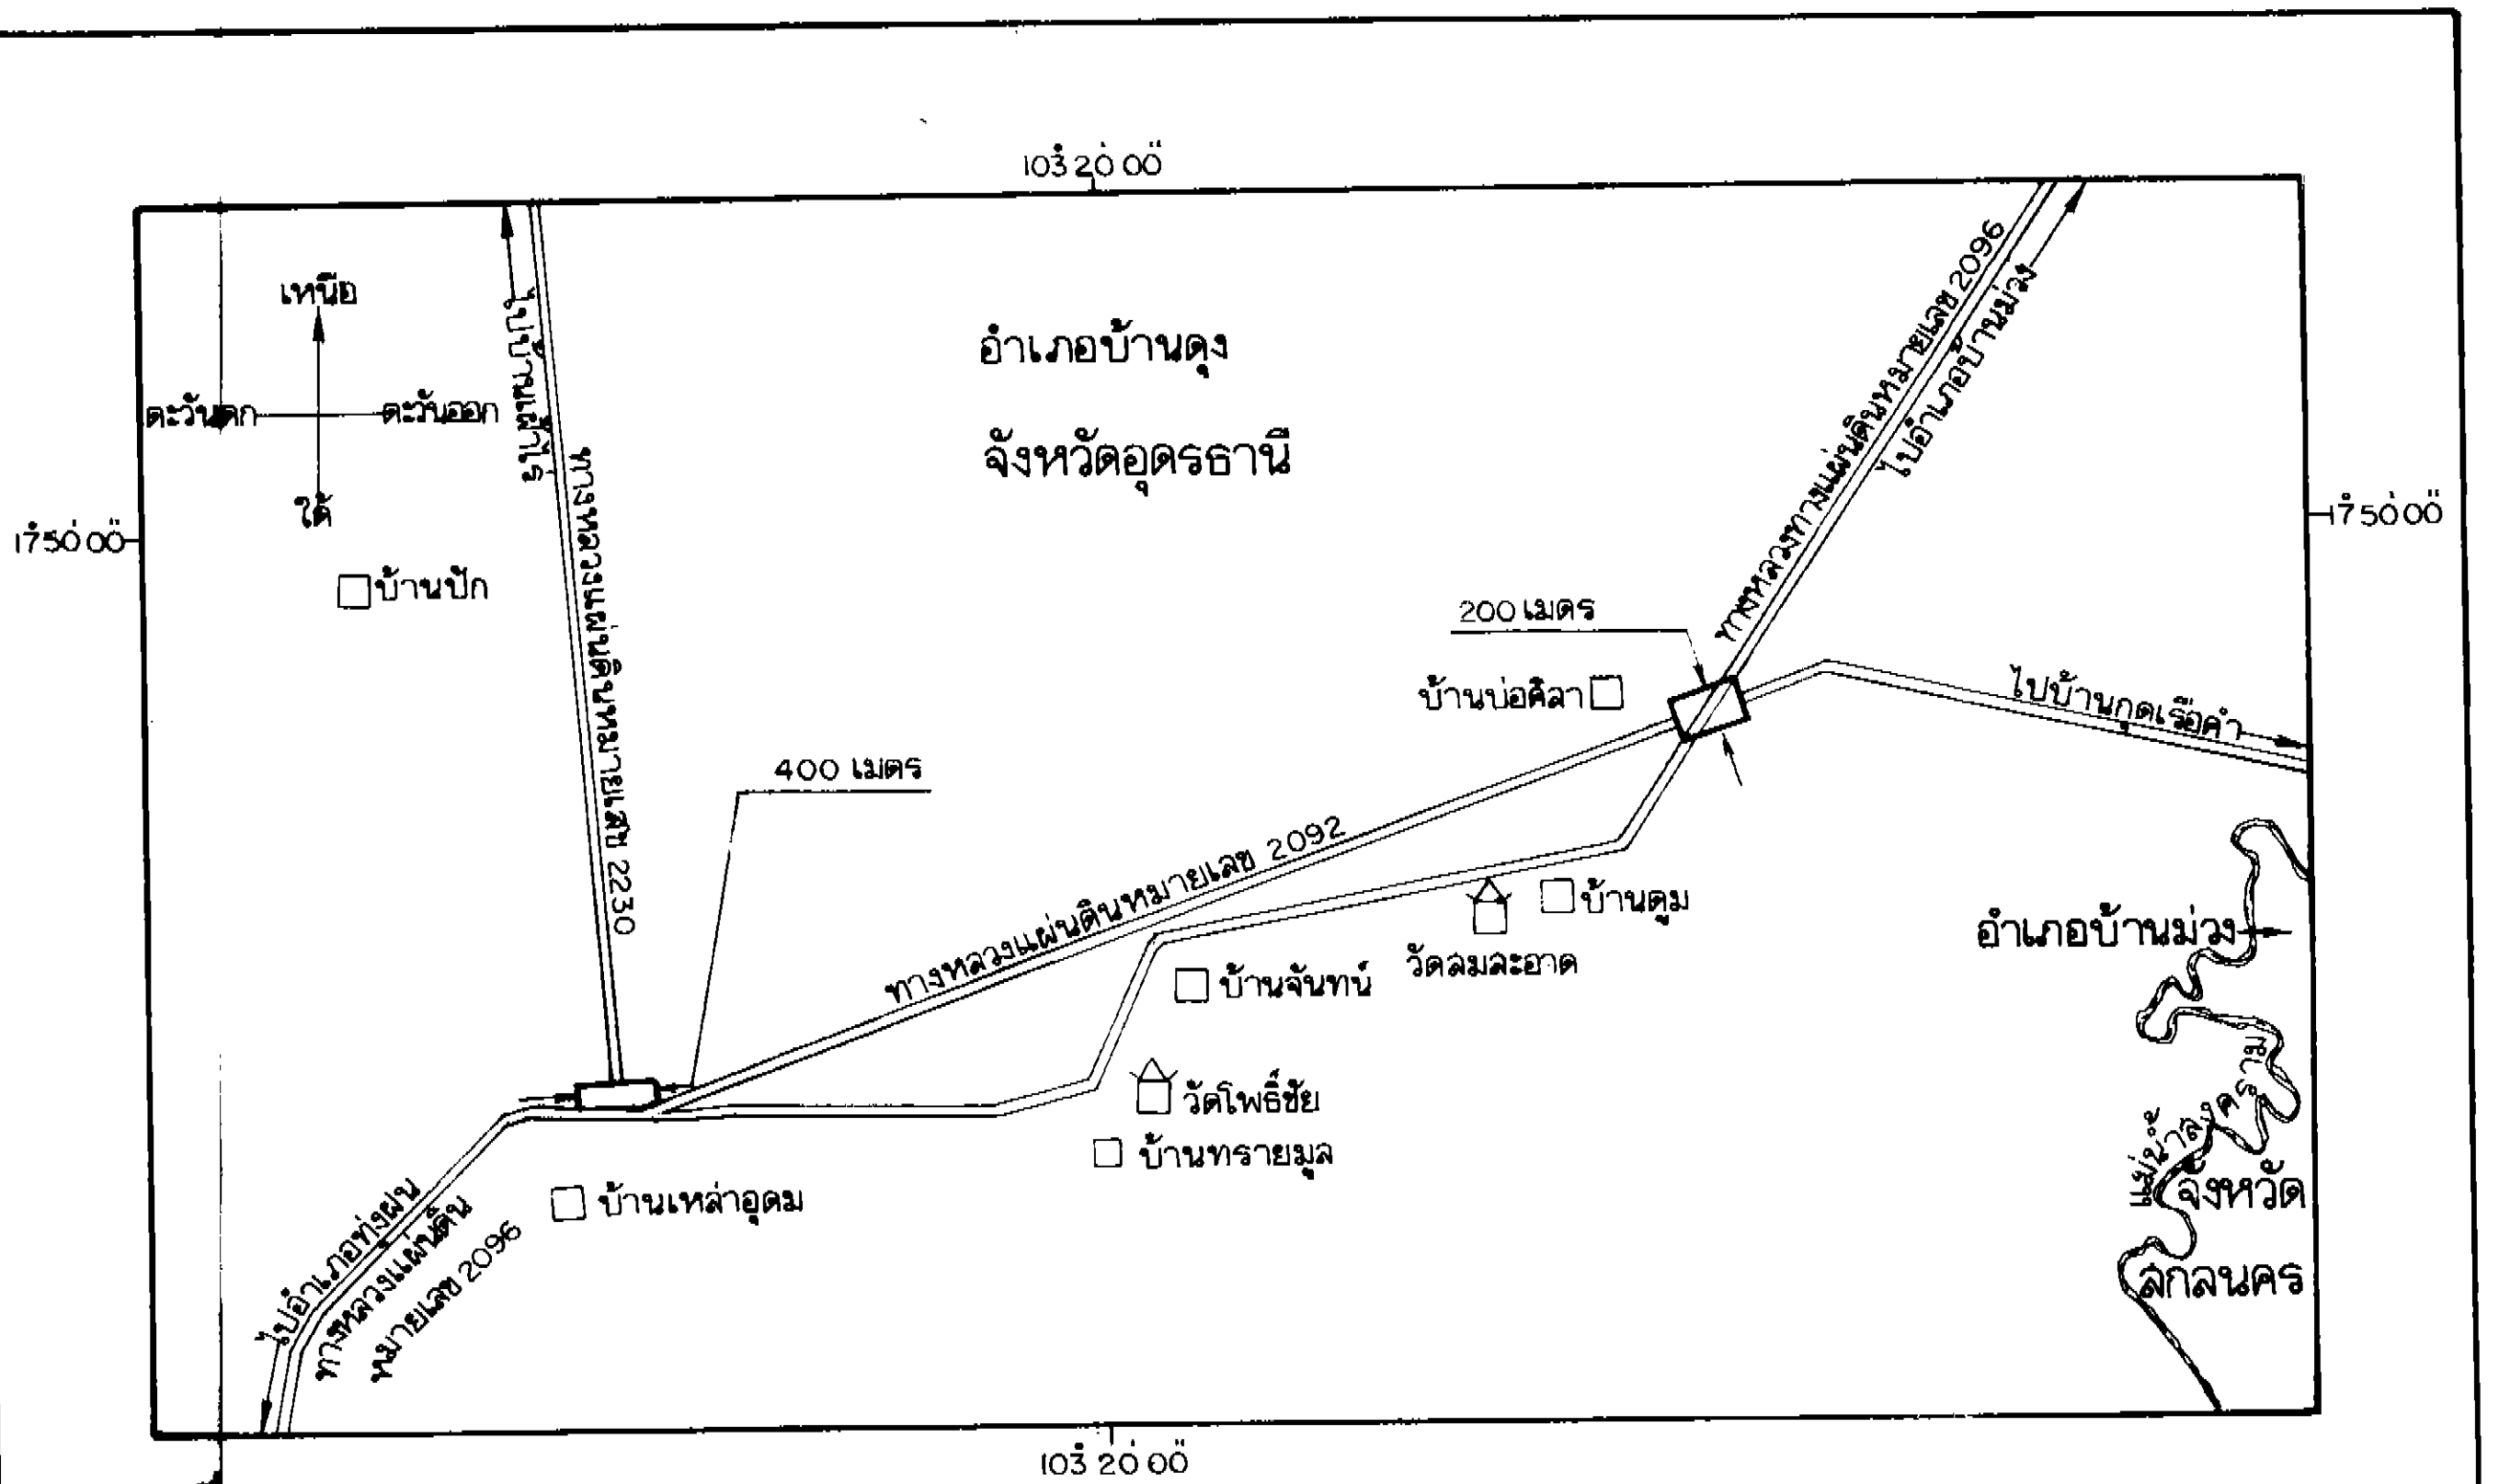 103° 20' 00"
เหนือ
ตะวันตก
ตะวันออก
ใต้
ไปบ้านฝางไร่
อำเภอบ้านดุง
จังหวัดอุดรธานี
ทางหลวงทางแผ่นดินหมายเลข 2096
ไปอำเภอบ้านม่วง
17° 50' 00"
17° 50' 00"
บ้านปัก
ทางหลวงแผ่นดินหมายเลข 2230
200 เมตร
บ้านบ่อศิลา
ไปบ้านกุดเรือคำ
400 เมตร
ทางหลวงแผ่นดินหมายเลข 2092
บ้านดูม
วัดลมละอาด
บ้านจันทน์
อำเภอบ้านม่วง
วัดโพธิ์ชัย
บ้านทรายมูล
แม่น้ำสงคราม
จังหวัด
สกลนคร
บ้านเหล่าอุดม
ไปอำเภอทุ่งฝน
ทางหลวงแผ่นดิน
หมายเลข 2096
103° 20' 00"